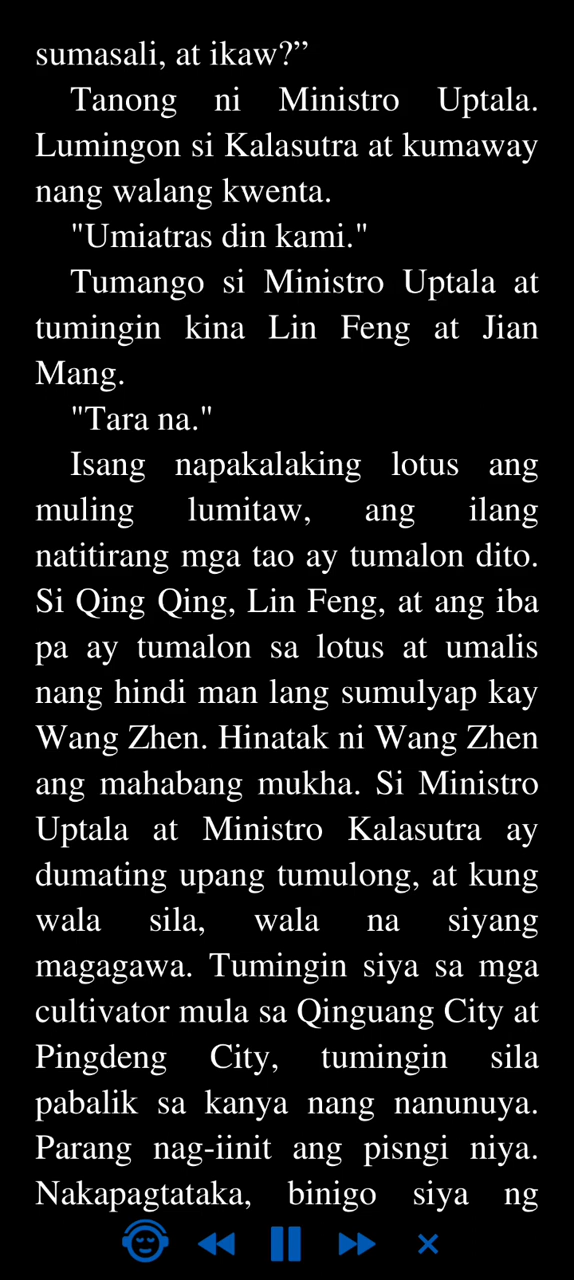 sumasali, at ikaw?”
Tanong ni Ministro Uptala.
Lumingon si Kalasutra at kumaway
nang walang kwenta.
"Umiatras din kami."
Tumango si Ministro Uptala at
tumingin kina Lin Feng at Jian
Mang.
"Tara na."
Isang napakalaking lotus ang
muling lumitaw, ang ilang
natitirang mga tao ay tumalon dito.
Si Qing Qing, Lin Feng, at ang iba
pa ay tumalon sa lotus at umalis
nang hindi man lang sumulyap kay
Wang Zhen. Hinatak ni Wang Zhen
ang mahabang mukha. Si Ministro
Uptala at Ministro Kalasutra ay
dumating upang tumulong, at kung
wala sila, wala na siyang
magagawa. Tumingin siya sa mga
cultivator mula sa Qinguang City at
Pingdeng City, tumingin sila
pabalik sa kanya nang nanunuya.
Parang nag-iinit ang pisngi niya.
Nakapagtataka, binigo siya ng